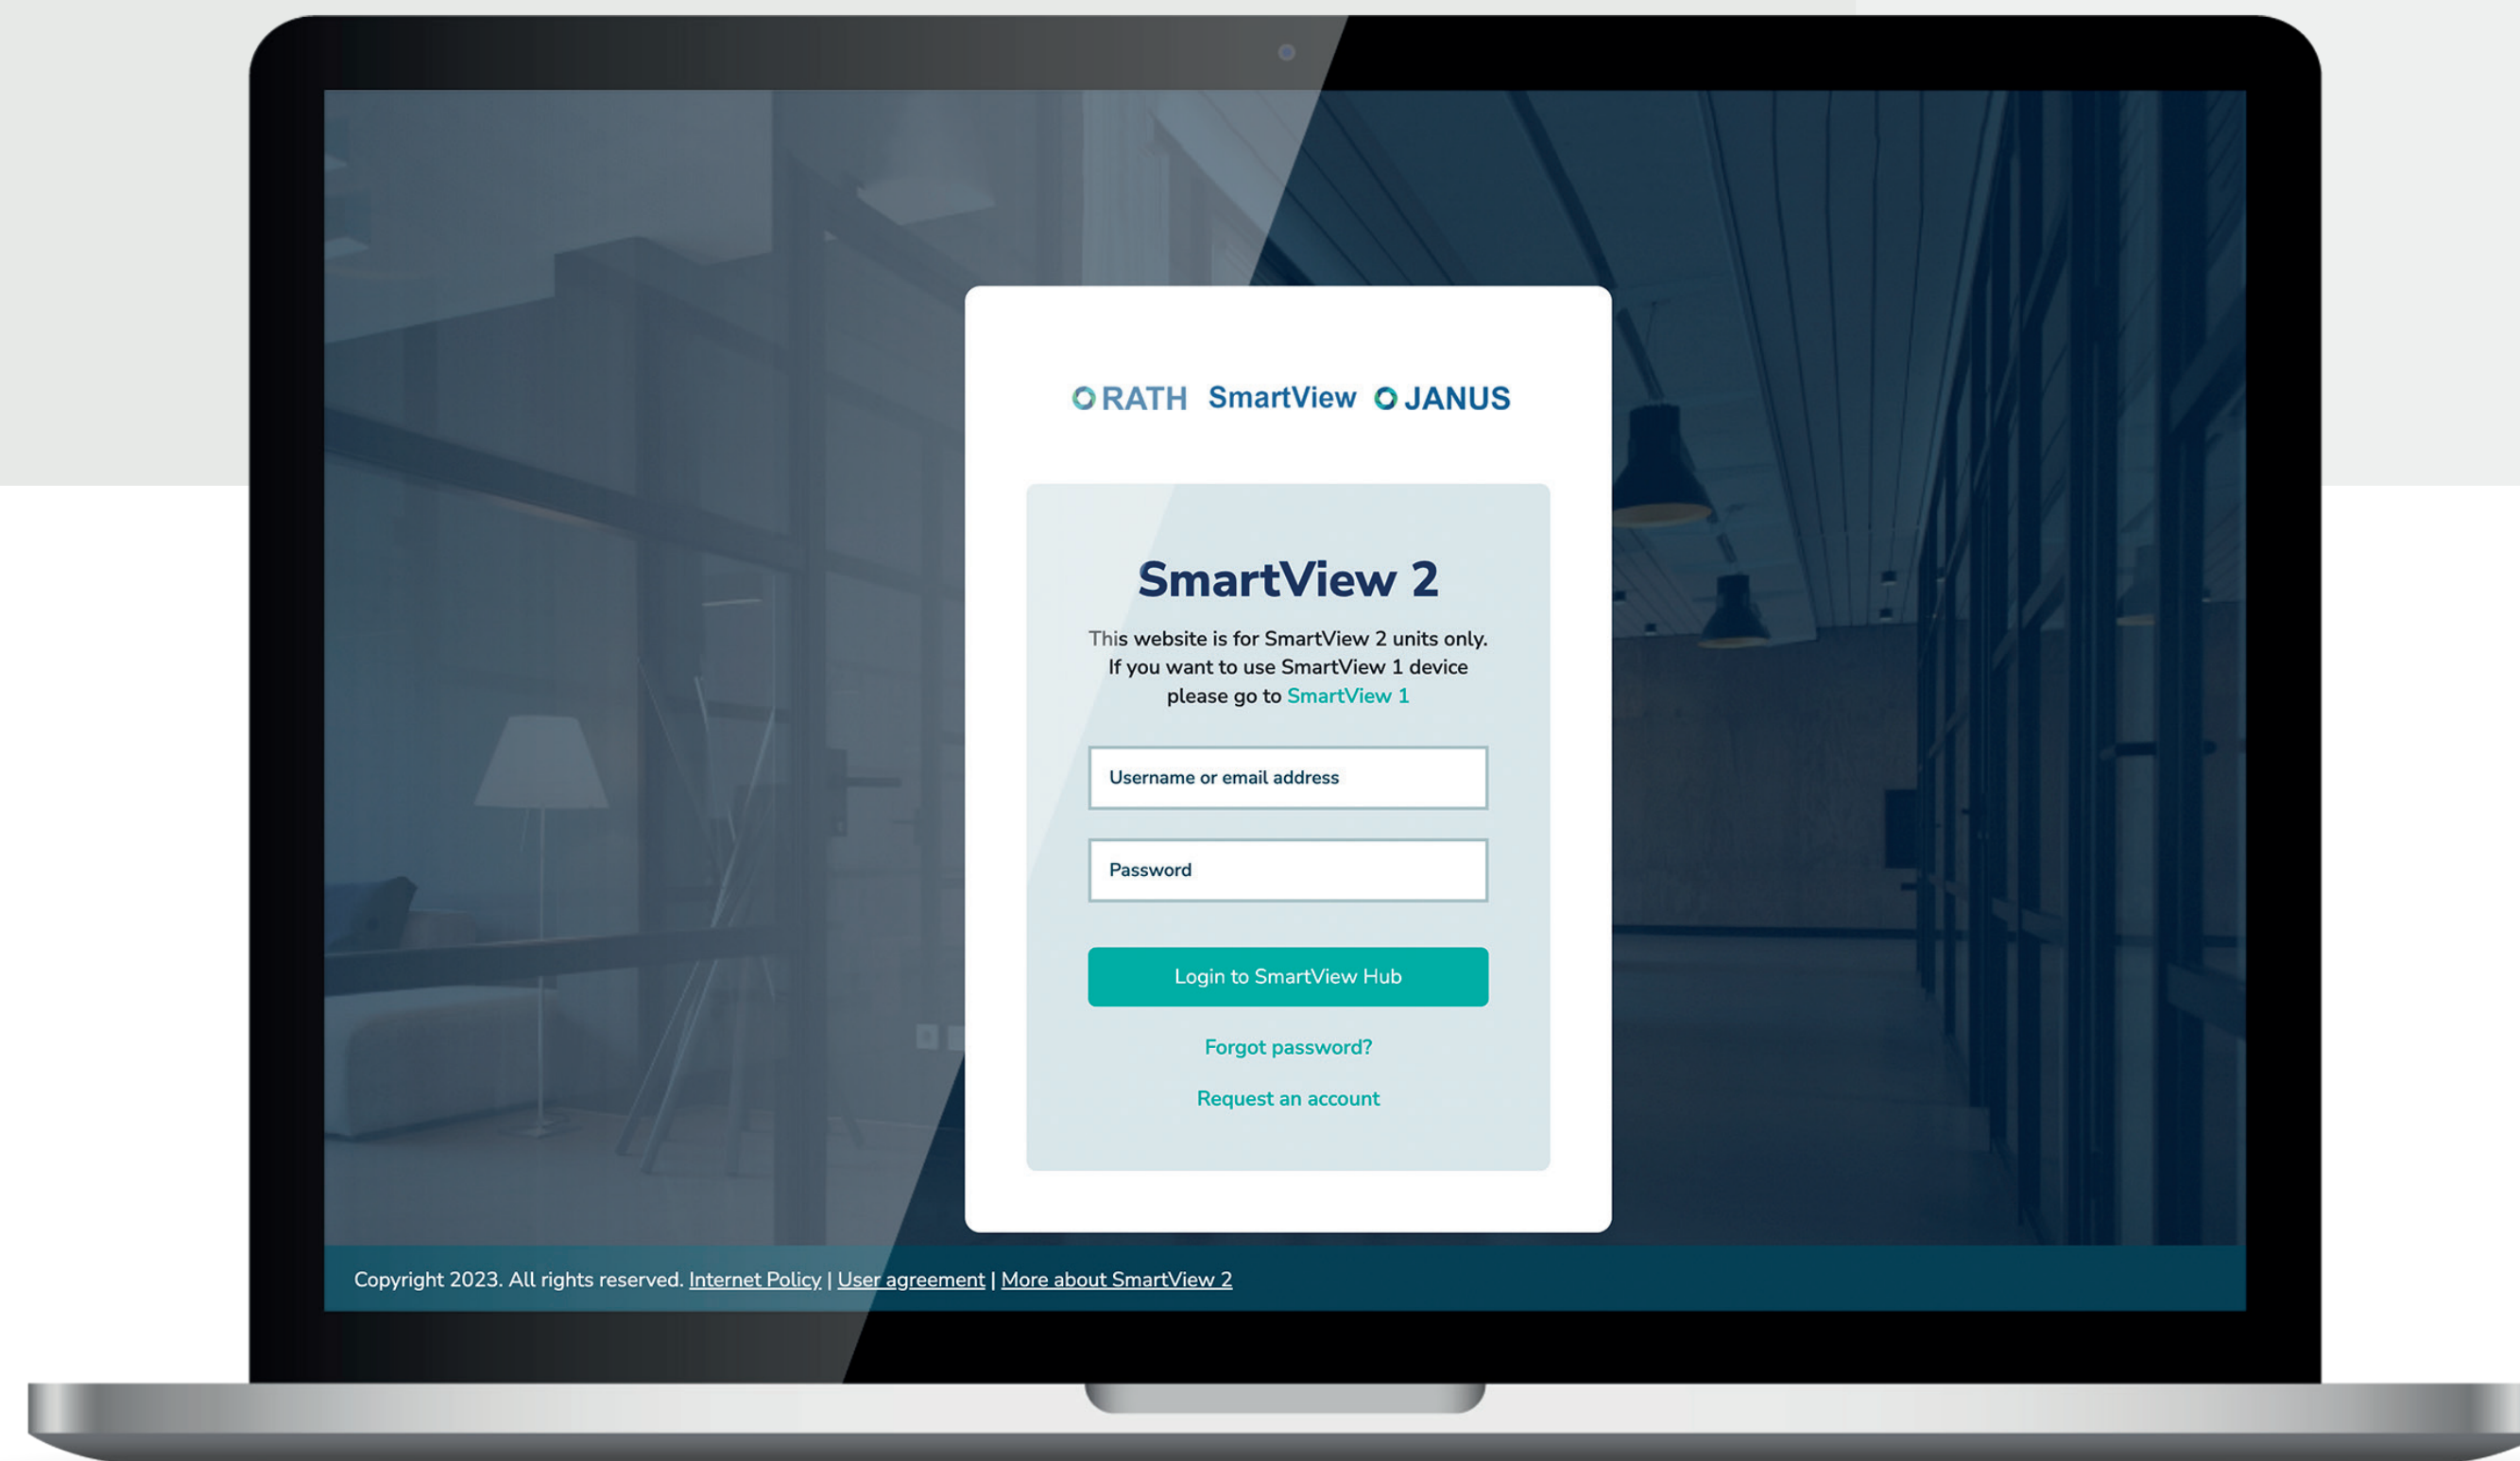 RATH SmartView JANUS
SmartView 2
This website is for SmartView 2 units only.
If you want to use SmartView 1 device
please go to SmartView 1
Username or email address
Password
Login to SmartView Hub
Forgot password?
Request an account
Copyright 2023. All rights reserved. Internet Policy | User agreement | More about SmartView 2